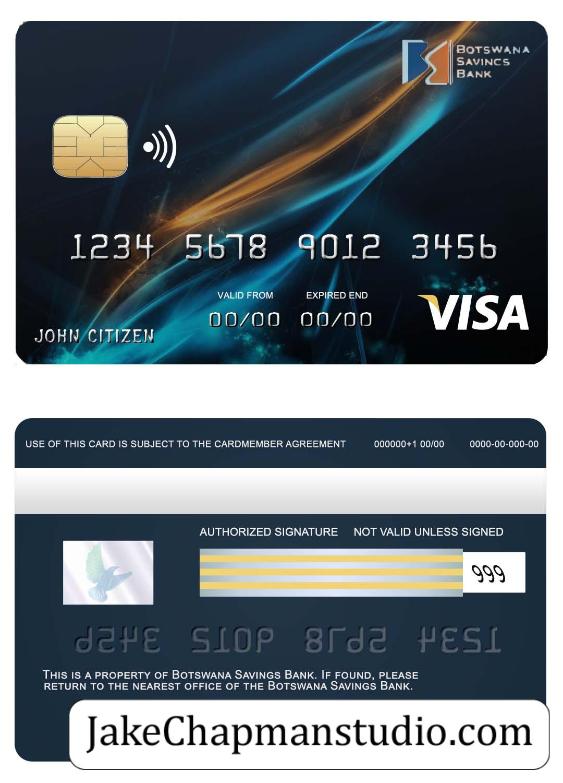 BOTSWANA
SAVINGS
BANK
1234 5678 9012 3456
VALID FROM EXPIRED END
00/00 00/00
JOHN CITIZEN
VISA
USE OF THIS CARD IS SUBJECT TO THE CARDMEMBER AGREEMENT 000000+1 00/00 0000-00-000-00
AUTHORIZED SIGNATURE NOT VALID UNLESS SIGNED
999
THIS IS A PROPERTY OF BOTSWANA SAVINGS BANK. IF FOUND, PLEASE
RETURN TO THE NEAREST OFFICE OF THE BOTSWANA SAVINGS BANK.
JakeChapmanstudio.com